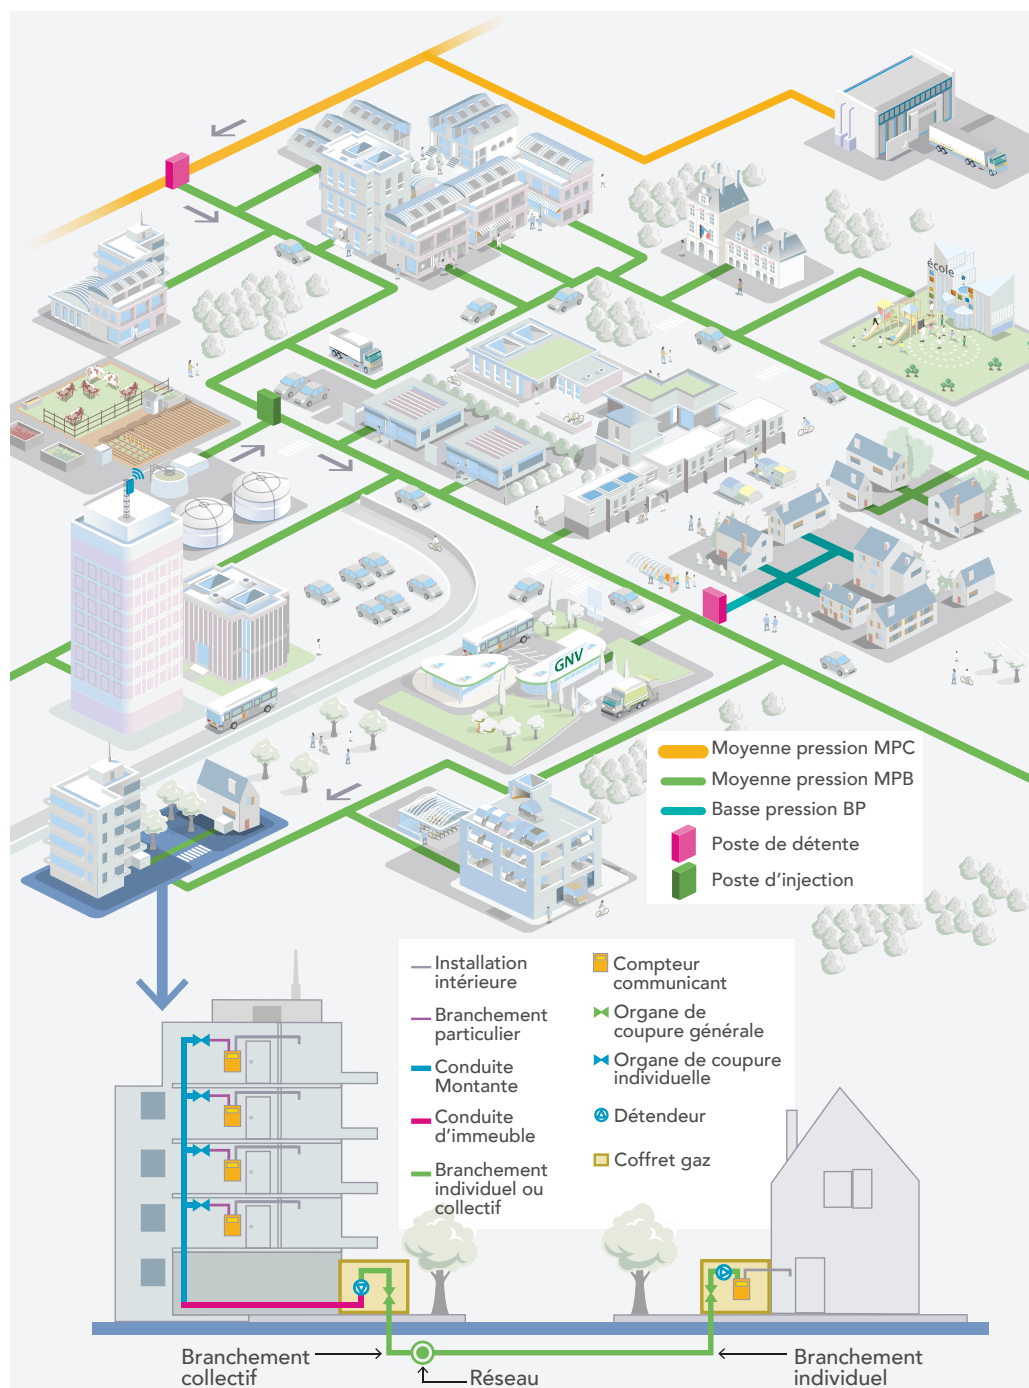 école
GNV
Moyenne pression MPC
Moyenne pression MPB
Basse pression BP
Poste de détente
Poste d'injection
Installation
intérieure
Branchement
particulier
Conduite
Montante
Conduite
d'immeuble
Branchement
individuel ou
collectif
Compteur
communicant
Organe de
coupure générale
Organe de coupure
individuelle
Détendeur
Coffret gaz
Branchement
collectif
Réseau
Branchement
individuel